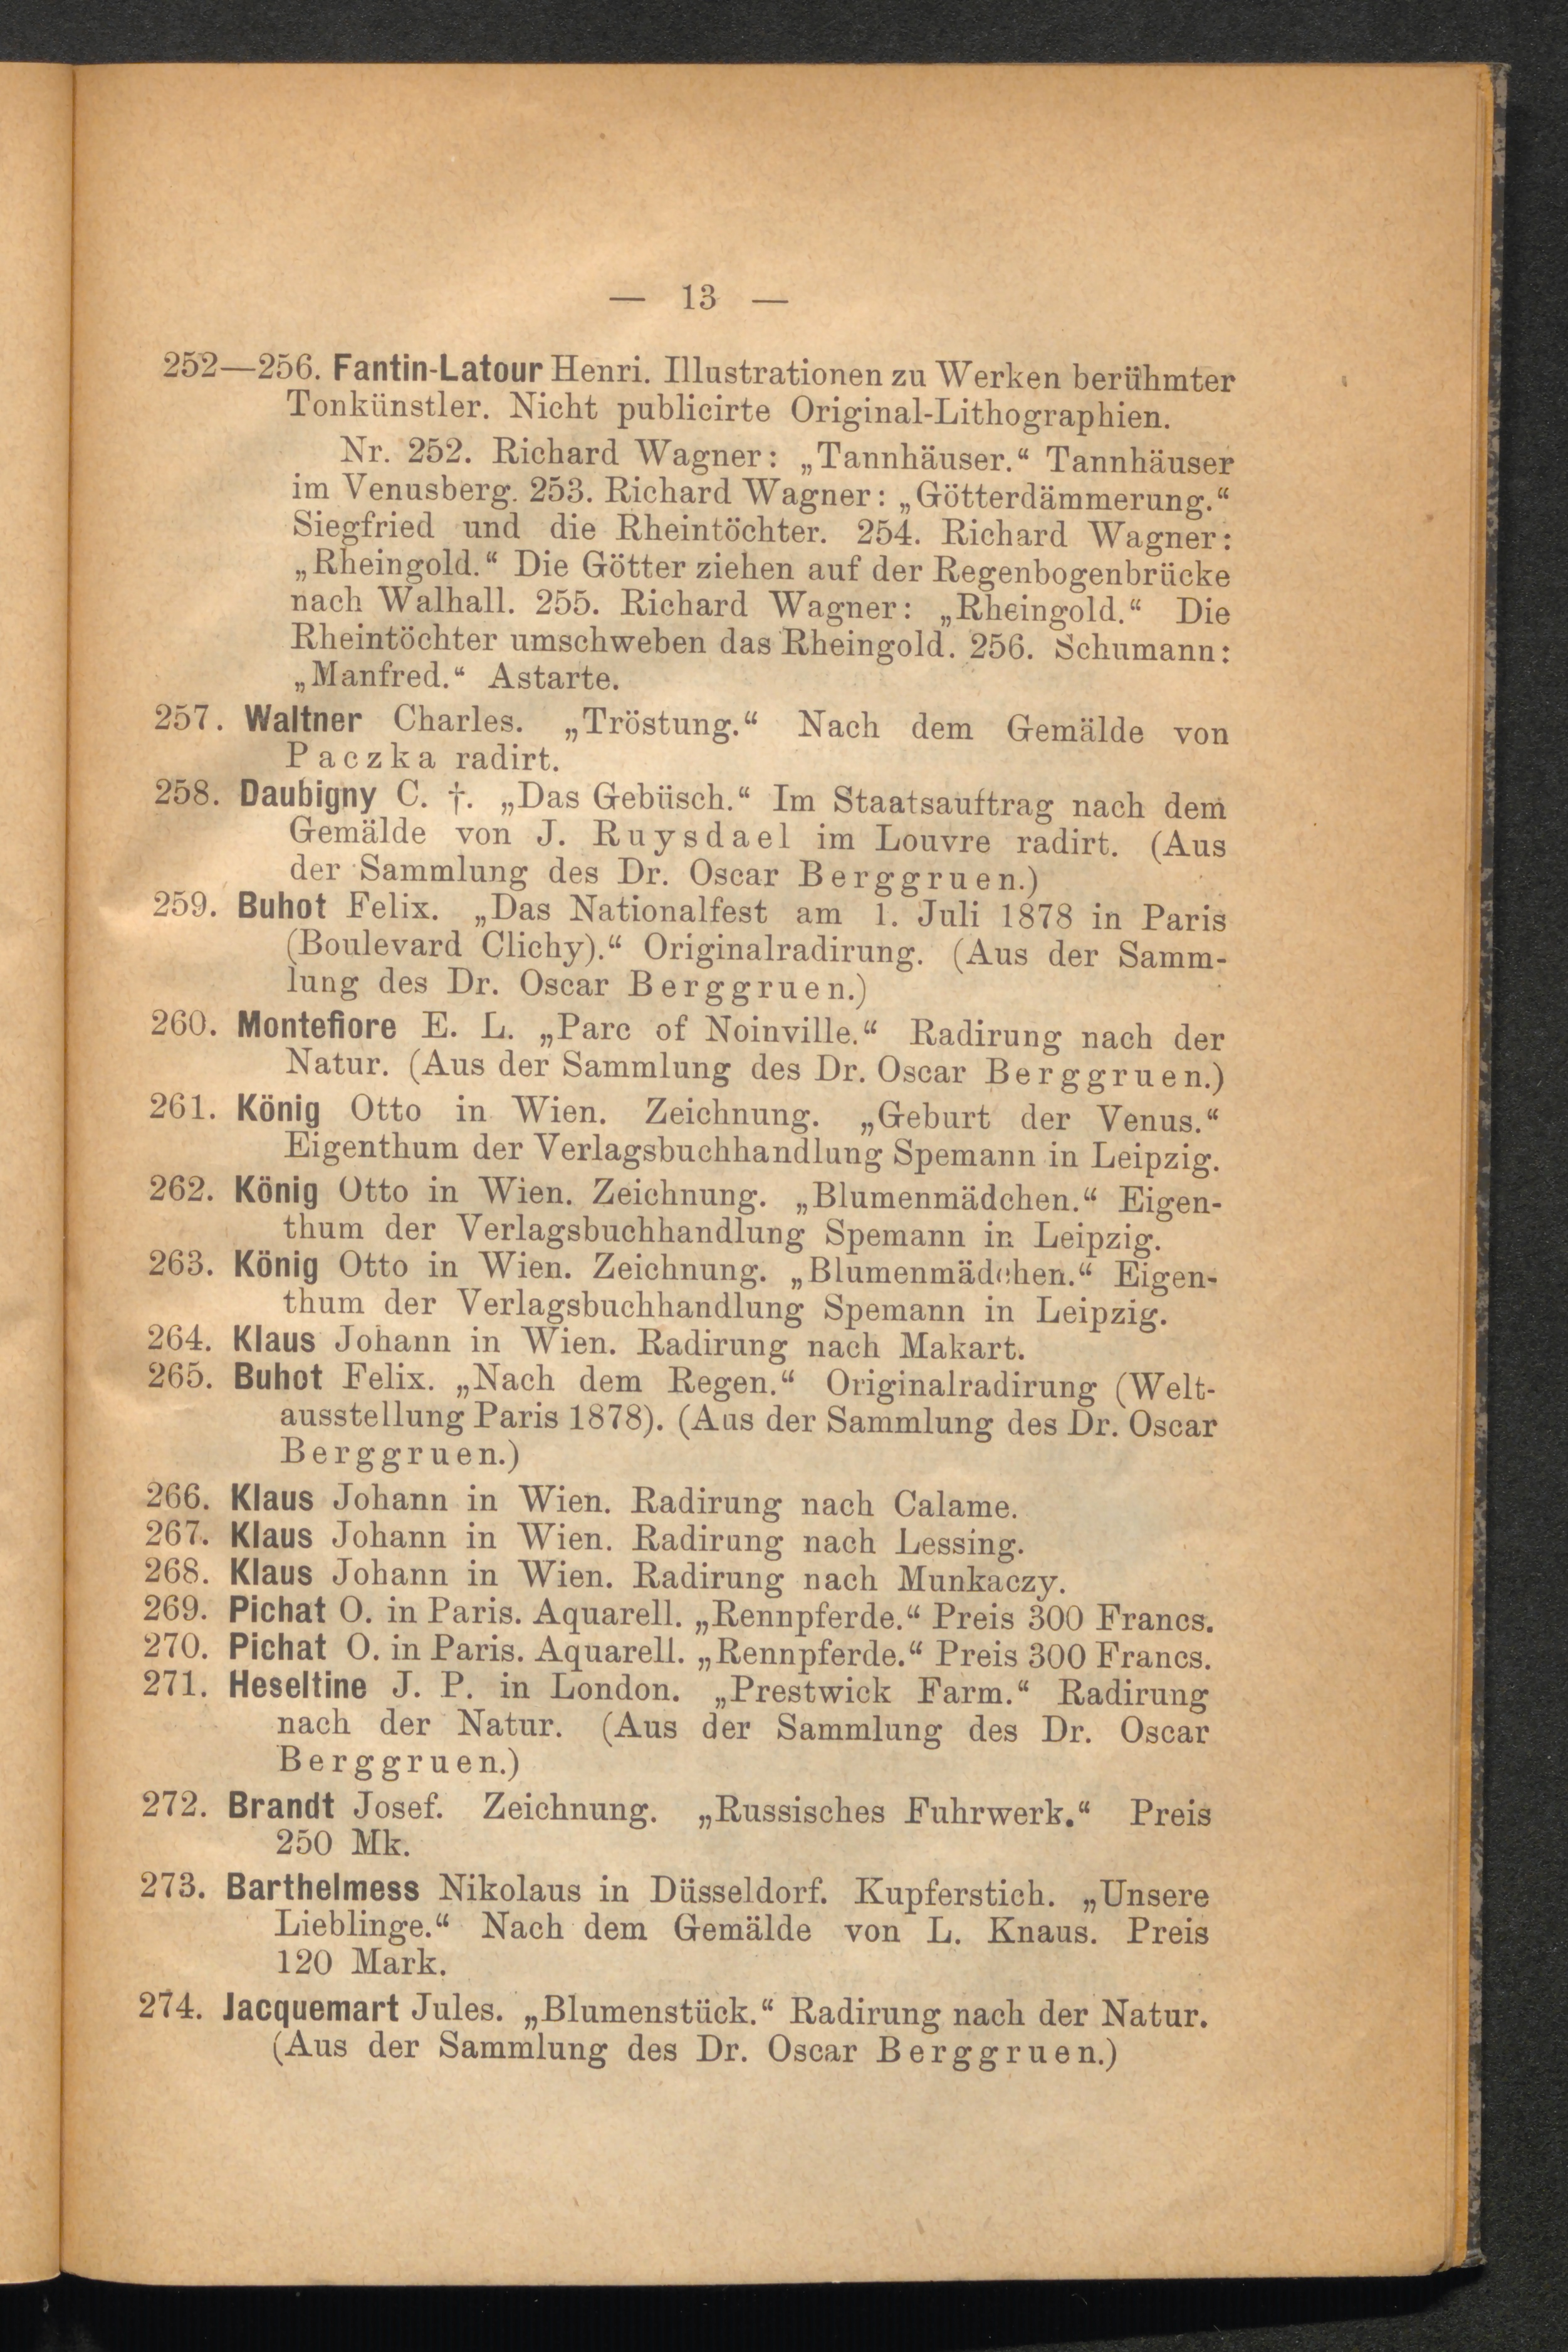 — 13 —
252—256. Fantin-Latour Henri. Illustrationen zu Werken berühmter
Tonkünstler. Nicht publicirte Original-Lithographien.
Nr. 252. Richard Wagner: „Tannhäuser.“ Tannhäuser
im Venusberg. 253. Richard Wagner: „Götterdämmerung.“
Siegfried und die Rheintöchter. 254. Richard Wagner:
„Rheingold.“ Die Götter ziehen auf der Regenbogenbrücke
nach Walhall. 255. Richard Wagner: „Rheingold.“ Die
Rheintöchter umschweben das Rheingold. 256. Schumann:
„Manfred.“ Astarte.
257. Waltner Charles. „Tröstung.“ Nach dem Gemälde von
Paczka radirt.
258. Daubigny C. †. „Das Gebüsch.“ Im Staatsauftrag nach dem
Gemälde von J. Ruysdael im Louvre radirt. (Aus
der Sammlung des Dr. Oscar Berggruen.)
259. Buhot Felix. „Das Nationalfest am 1. Juli 1878 in Paris
(Boulevard Clichy).“ Originalradirung. (Aus der Samm-
lung des Dr. Oscar Berggruen.)
260. Montefiore E. L. „Parc of Noinville.“ Radirung nach der
Natur. (Aus der Sammlung des Dr. Oscar Berggruen.)
261. König Otto in Wien. Zeichnung. „Geburt der Venus.“
Eigenthum der Verlagsbuchhandlung Spemann in Leipzig.
262. König Otto in Wien. Zeichnung. „Blumenmädchen.“ Eigen-
thum der Verlagsbuchhandlung Spemann in Leipzig.
263. König Otto in Wien. Zeichnung. „Blumenmädchen.“ Eigen-
thum der Verlagsbuchhandlung Spemann in Leipzig.
264. Klaus Johann in Wien. Radirung nach Makart.
265. Buhot Felix. „Nach dem Regen.“ Originalradirung (Welt-
ausstellung Paris 1878). (Aus der Sammlung des Dr. Oscar
Berggruen.)
266. Klaus Johann in Wien. Radirung nach Calame.
267. Klaus Johann in Wien. Radirung nach Lessing.
268. Klaus Johann in Wien. Radirung nach Munkaczy.
269. Pichat O. in Paris. Aquarell. „Rennpferde.“ Preis 300 Francs.
270. Pichat O. in Paris. Aquarell. „Rennpferde.“ Preis 300 Francs.
271. Heseltine J. P. in London. „Prestwick Farm.“ Radirung
nach der Natur. (Aus der Sammlung des Dr. Oscar
Berggruen.)
272. Brandt Josef. Zeichnung. „Russisches Fuhrwerk.“ Preis
250 Mk.
273. Barthelmess Nikolaus in Düsseldorf. Kupferstich. „Unsere
Lieblinge.“ Nach dem Gemälde von L. Knaus. Preis
120 Mark.
274. Jacquemart Jules. „Blumenstück.“ Radirung nach der Natur.
(Aus der Sammlung des Dr. Oscar Berggruen.)